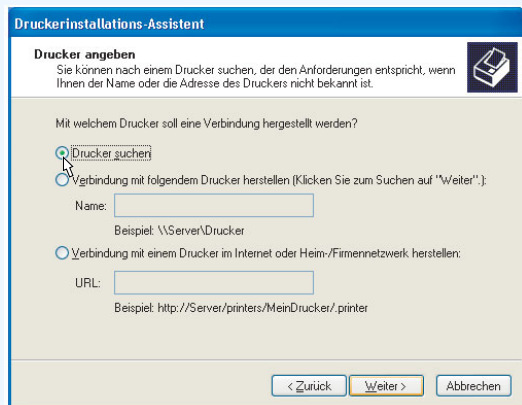 Druckerinstallations-Assistent
Drucker angeben
Sie können nach einem Drucker suchen, der den Anforderungen entspricht, wenn
Ihnen der Name oder die Adresse des Druckers nicht bekannt ist.
Mit welchem Drucker soll eine Verbindung hergestellt werden?
Drucker suchen
Verbindung mit folgendem Drucker herstellen (Klicken Sie zum Suchen auf "Weiter".):
Name:
Beispiel: \\Server\Drucker
Verbindung mit einem Drucker im Internet oder Heim-/Firmennetzwerk herstellen:
URL:
Beispiel: http://Server/printers/MeinDrucker/.printer
< Zurück Weiter > Abbrechen